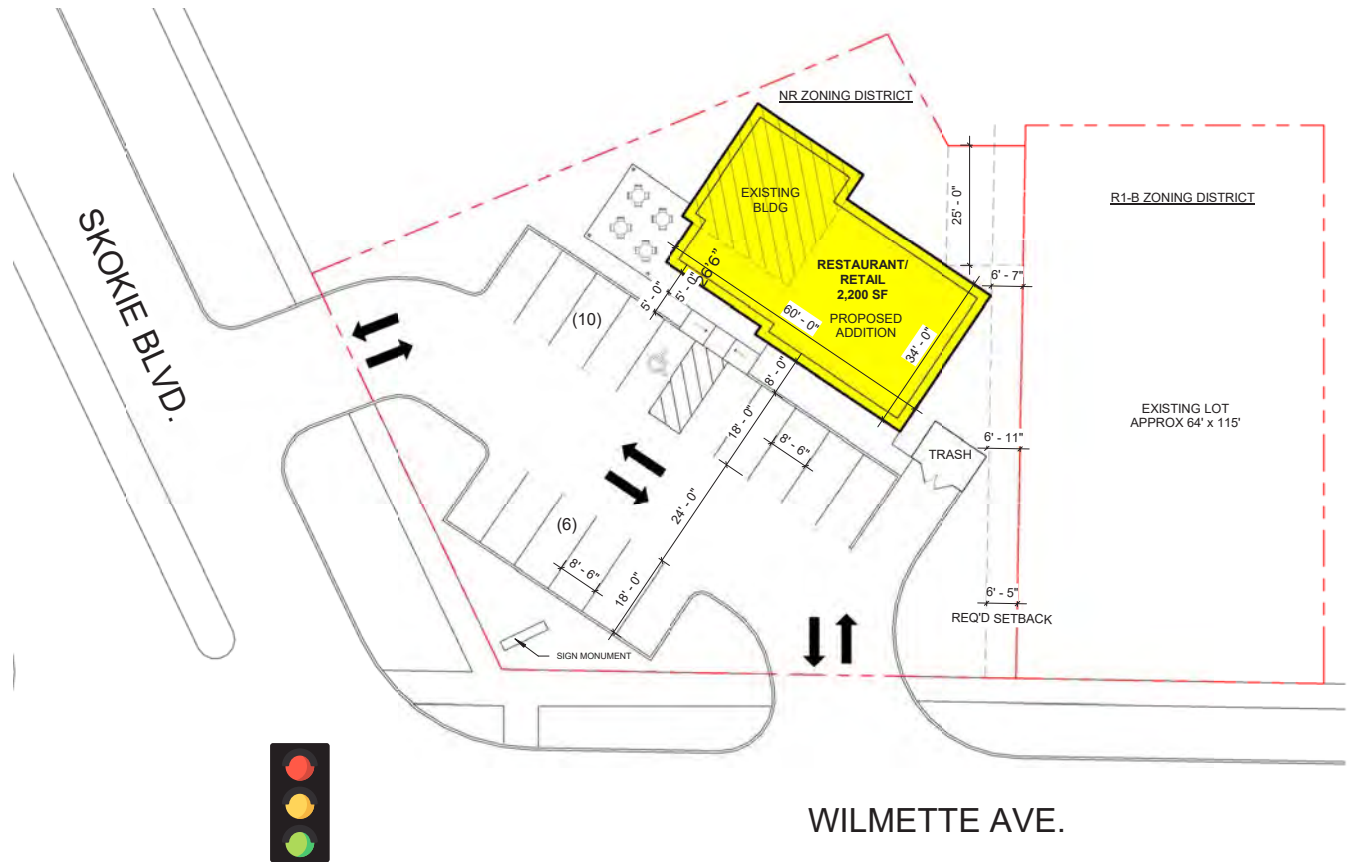 NR ZONING DISTRICT
R1-B ZONING DISTRICT
SKOKIE BLVD.
EXISTING
BLDG
25' - 0"
RESTAURANT/
RETAIL
2,200 SF
PROPOSED
ADDITION
6' - 7"
5' - 0"
5' - 0"
60' - 0"
34' - 0"
(10)
8' - 0"
18' - 0"
8' - 6"
EXISTING LOT
APPROX 64' x 115'
6' - 11"
TRASH
24' - 0"
(6)
8' - 6"
18' - 0"
6' - 5"
REQ'D SETBACK
SIGN MONUMENT
WILMETTE AVE.